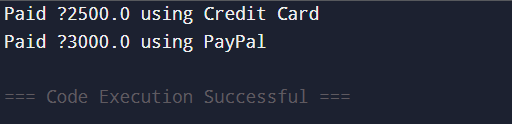 Paid ?2500.0 using Credit Card
Paid ?3000.0 using PayPal
=== Code Execution Successful ===